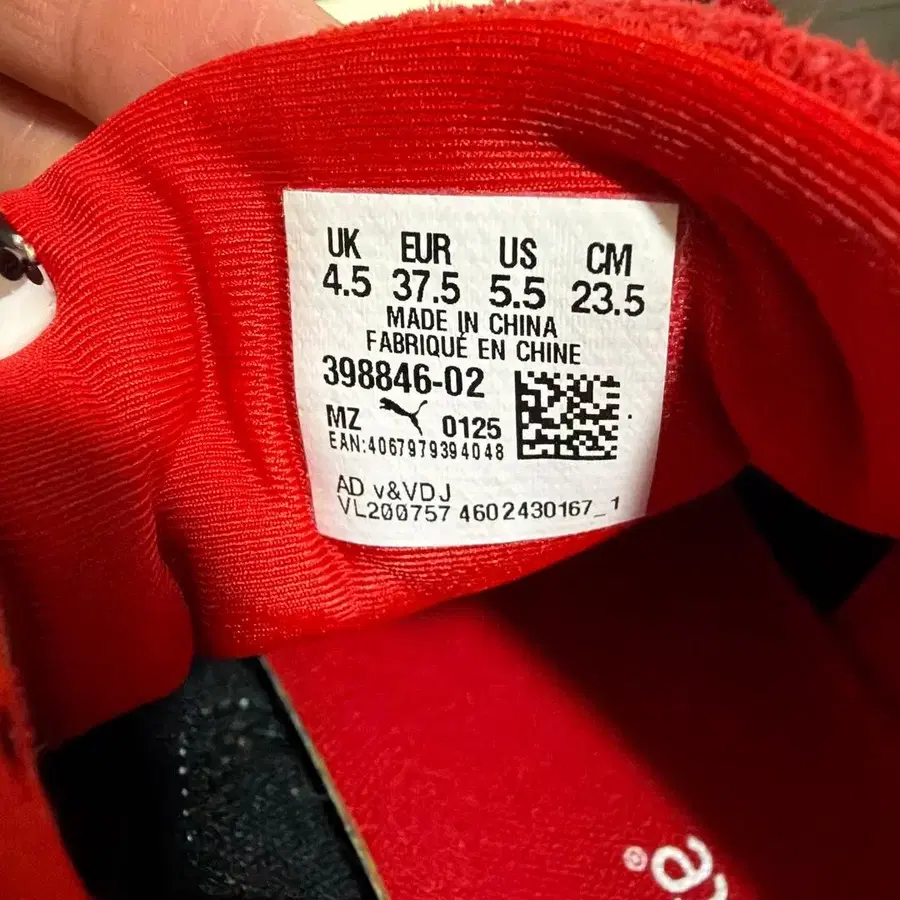 UK EUR US CM
4.5 37.5 5.5 23.5
MADE IN CHINA
FABRIQUÉ EN CHINE
398846-02
MZ 0125
EAN:4067979394048
AD v&VDJ
VL200757 4602430167_1